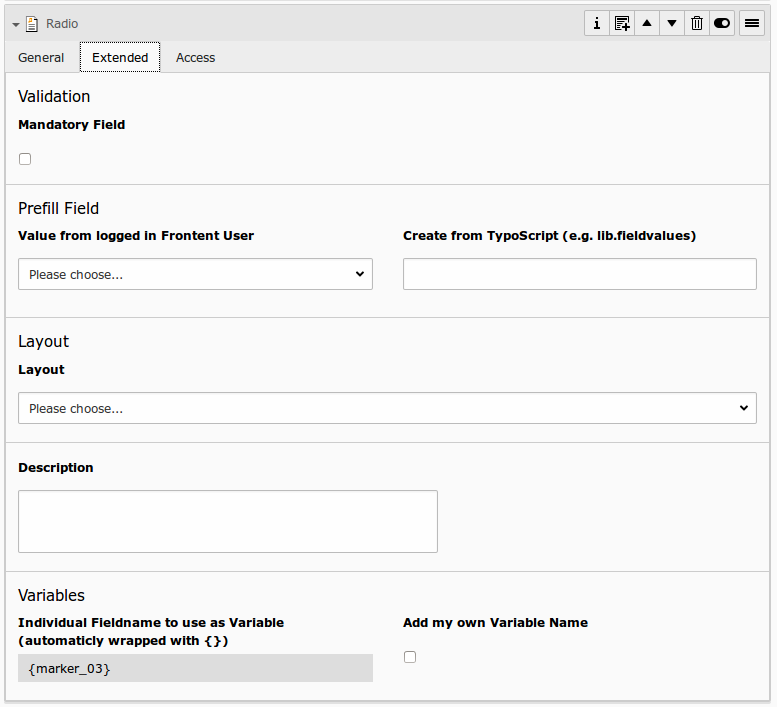 Radio
General Extended Access
Validation
Mandatory Field
Prefill Field
Value from logged in Frontent User Create from TypoScript (e.g. lib.fieldvalues)
Please choose...
Layout
Layout
Please choose...
Description
Variables
Individual Fieldname to use as Variable Add my own Variable Name
(automaticly wrapped with {})
{marker_03}